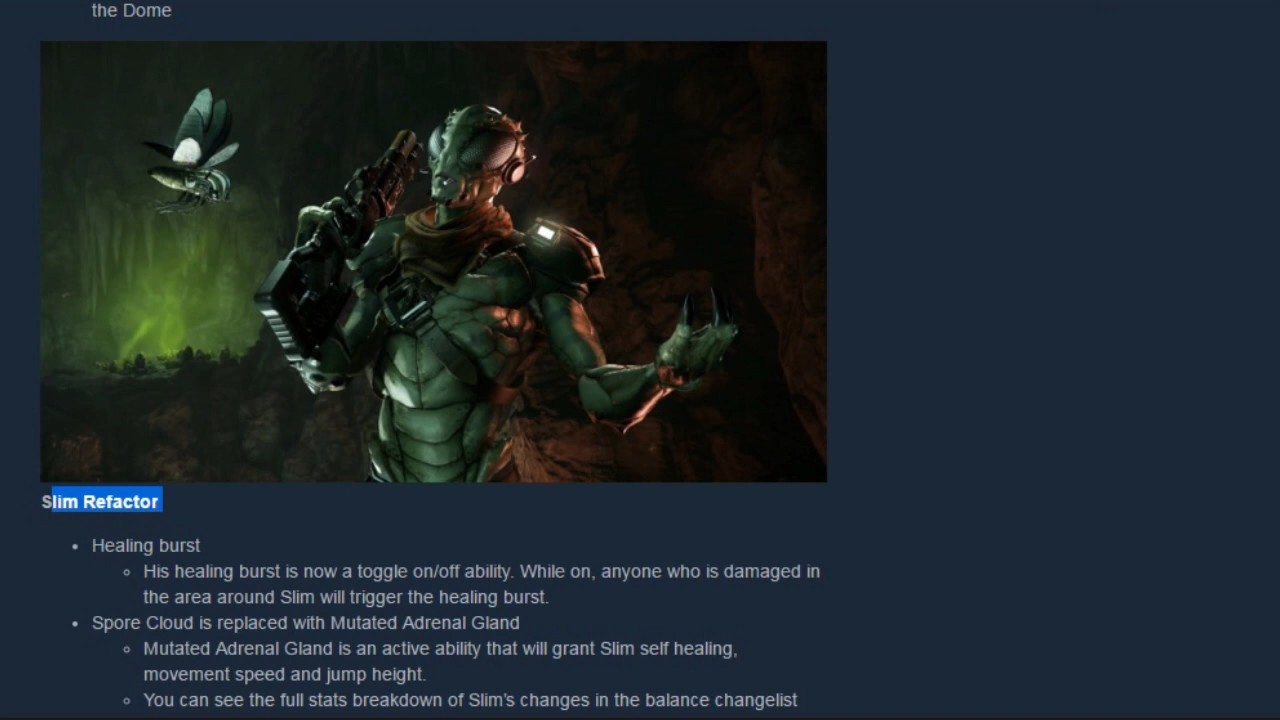 the Dome
Slim Refactor
Healing burst
His healing burst is now a toggle on/off ability. While on, anyone who is damaged in
the area around Slim will trigger the healing burst.
Spore Cloud is replaced with Mutated Adrenal Gland
Mutated Adrenal Gland is an active ability that will grant Slim self healing,
movement speed and jump height.
You can see the full stats breakdown of Slim's changes in the balance changelist